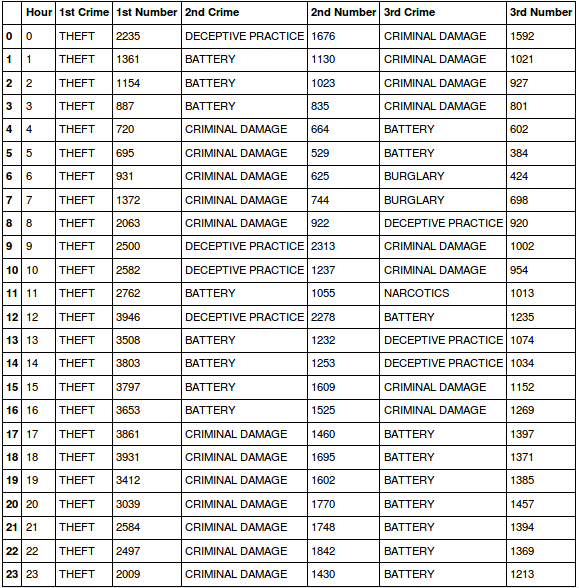 Hour 1st Crime 1st Number 2nd Crime 2nd Number 3rd Crime 3rd Number
0 0 THEFT 2235 DECEPTIVE PRACTICE 1676 CRIMINAL DAMAGE 1592
1 1 THEFT 1361 BATTERY 1130 CRIMINAL DAMAGE 1021
2 2 THEFT 1154 BATTERY 1023 CRIMINAL DAMAGE 927
3 3 THEFT 887 BATTERY 835 CRIMINAL DAMAGE 801
4 4 THEFT 720 CRIMINAL DAMAGE 664 BATTERY 602
5 5 THEFT 695 CRIMINAL DAMAGE 529 BATTERY 384
6 6 THEFT 931 CRIMINAL DAMAGE 625 BURGLARY 424
7 7 THEFT 1372 CRIMINAL DAMAGE 744 BURGLARY 698
8 8 THEFT 2063 CRIMINAL DAMAGE 922 DECEPTIVE PRACTICE 920
9 9 THEFT 2500 DECEPTIVE PRACTICE 2313 CRIMINAL DAMAGE 1002
10 10 THEFT 2582 DECEPTIVE PRACTICE 1237 CRIMINAL DAMAGE 954
11 11 THEFT 2762 BATTERY 1055 NARCOTICS 1013
12 12 THEFT 3946 DECEPTIVE PRACTICE 2278 BATTERY 1235
13 13 THEFT 3508 BATTERY 1232 DECEPTIVE PRACTICE 1074
14 14 THEFT 3803 BATTERY 1253 DECEPTIVE PRACTICE 1034
15 15 THEFT 3797 BATTERY 1609 CRIMINAL DAMAGE 1152
16 16 THEFT 3653 BATTERY 1525 CRIMINAL DAMAGE 1269
17 17 THEFT 3861 CRIMINAL DAMAGE 1460 BATTERY 1397
18 18 THEFT 3931 CRIMINAL DAMAGE 1695 BATTERY 1371
19 19 THEFT 3412 CRIMINAL DAMAGE 1602 BATTERY 1385
20 20 THEFT 3039 CRIMINAL DAMAGE 1770 BATTERY 1457
21 21 THEFT 2584 CRIMINAL DAMAGE 1748 BATTERY 1394
22 22 THEFT 2497 CRIMINAL DAMAGE 1842 BATTERY 1369
23 23 THEFT 2009 CRIMINAL DAMAGE 1430 BATTERY 1213